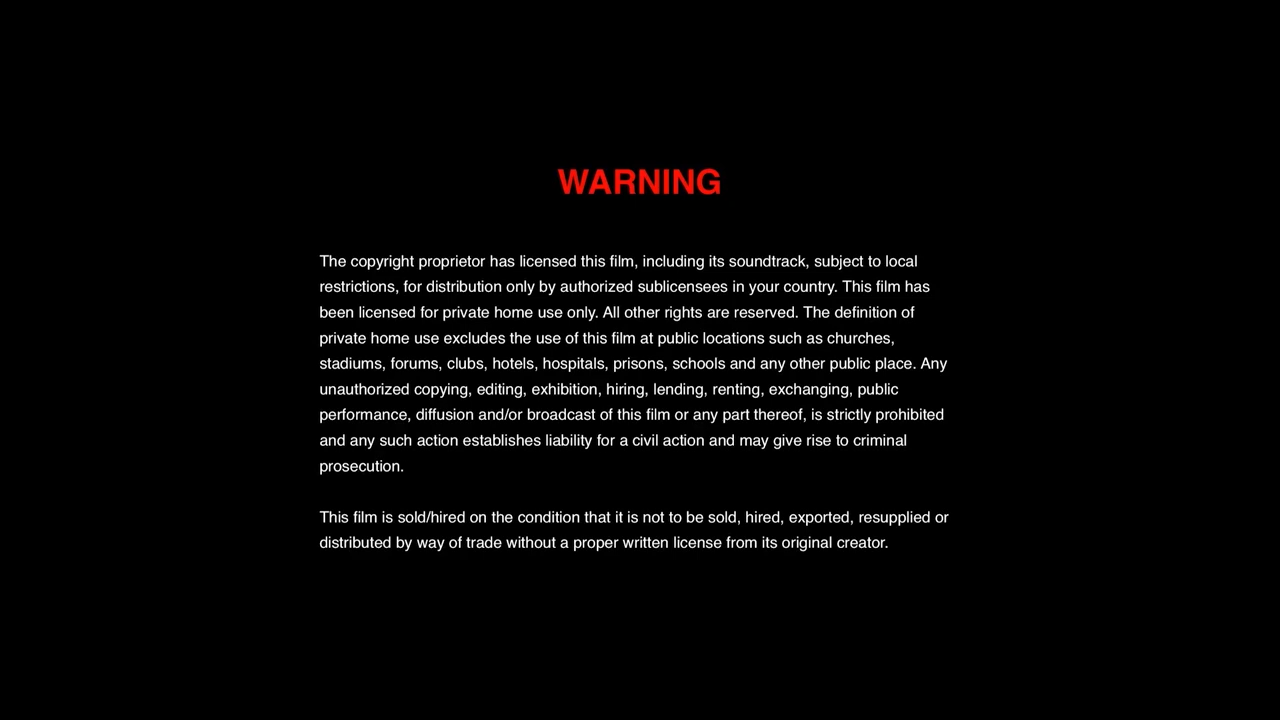 WARNING
The copyright proprietor has licensed this film, including its soundtrack, subject to local
restrictions, for distribution only by authorized sublicensees in your country. This film has
been licensed for private home use only. All other rights are reserved. The definition of
private home use excludes the use of this film at public locations such as churches,
stadiums, forums, clubs, hotels, hospitals, prisons, schools and any other public place. Any
unauthorized copying, editing, exhibition, hiring, lending, renting, exchanging, public
performance, diffusion and/or broadcast of this film or any part thereof, is strictly prohibited
and any such action establishes liability for a civil action and may give rise to criminal
prosecution.
This film is sold/hired on the condition that it is not to be sold, hired, exported, resupplied or
distributed by way of trade without a proper written license from its original creator.